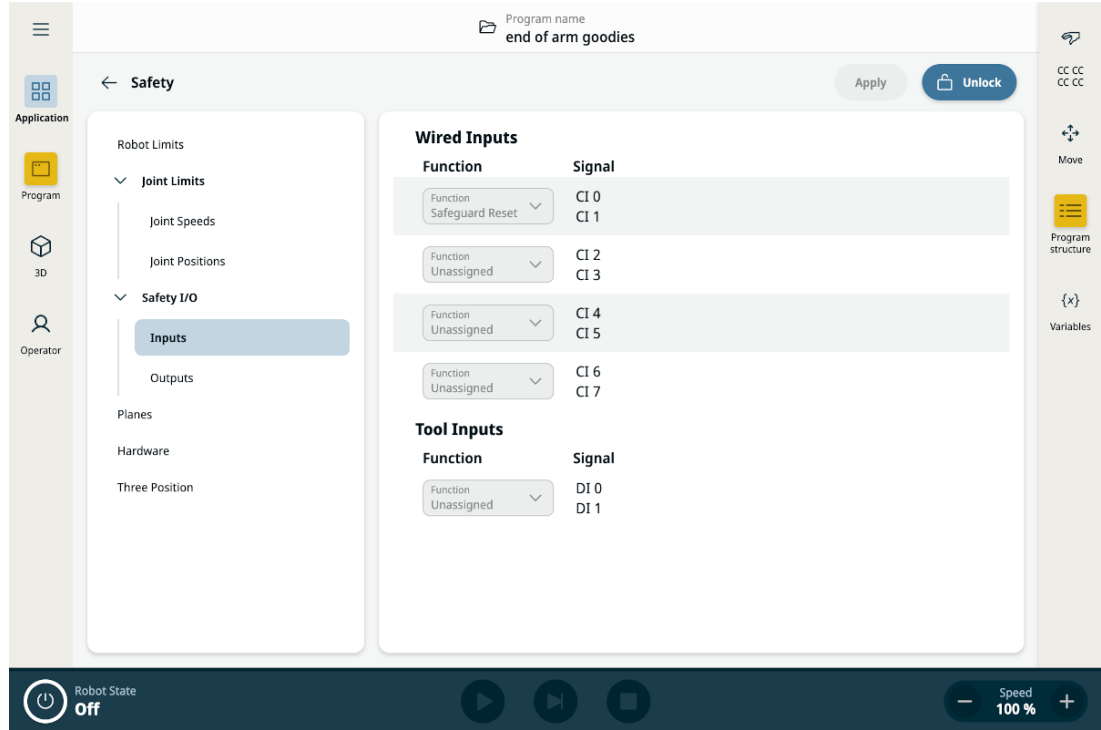 Program name
end of arm goodies
Safety
Apply
Unlock
CC CC
CC CC
Application
Program
3D
Operator
Robot Limits
Joint Limits
Joint Speeds
Joint Positions
Safety I/O
Inputs
Outputs
Planes
Hardware
Three Position
Wired Inputs
Function Signal
Function
Safeguard Reset
CI 0
CI 1
Function
Unassigned
CI 2
CI 3
Function
Unassigned
CI 4
CI 5
Function
Unassigned
CI 6
CI 7
Tool Inputs
Function Signal
Function
Unassigned
DI 0
DI 1
Move
Program
structure
{x}
Variables
Robot State
Off
Speed
100 %